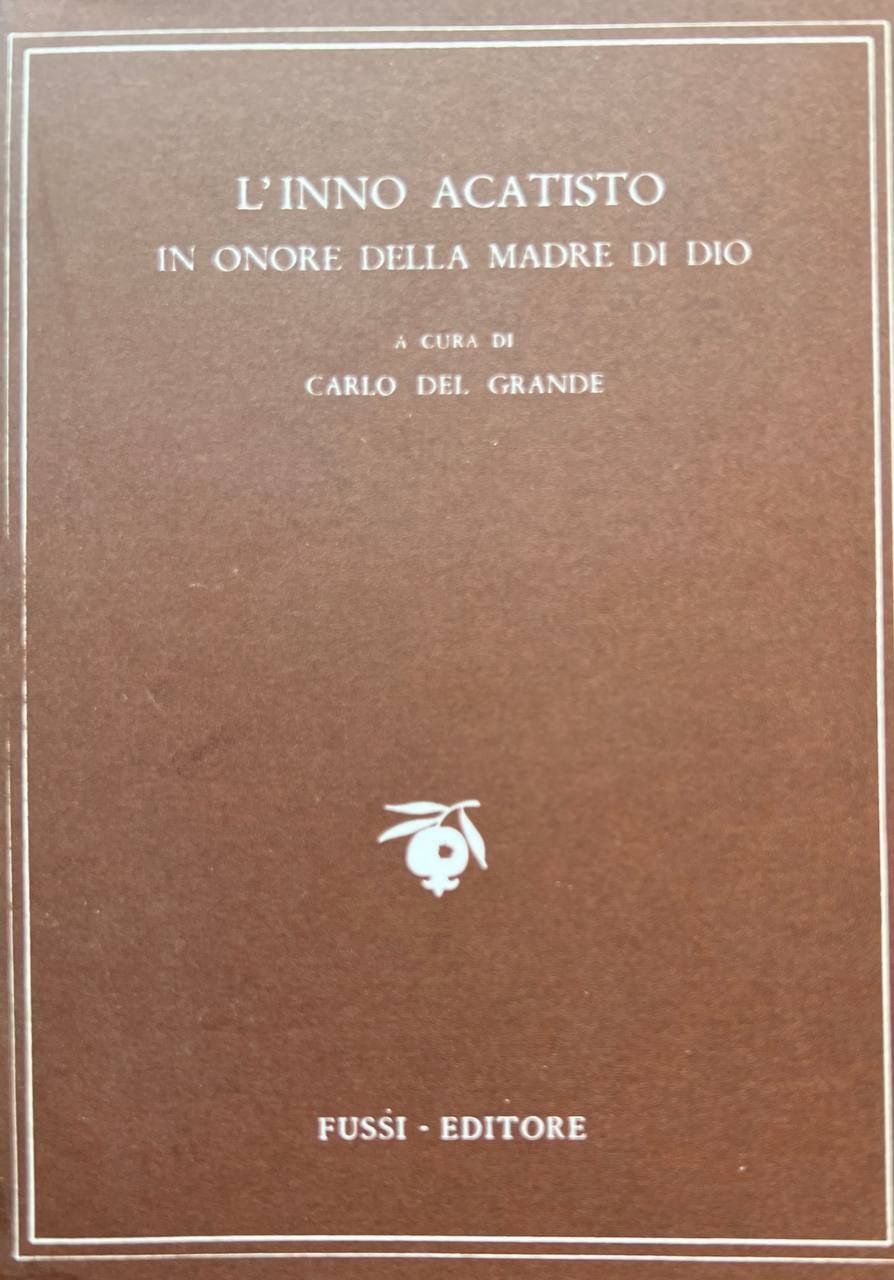 L'INNO ACATISTO
IN ONORE DELLA MADRE DI DIO
A CURA DI
CARLO DEL GRANDE
FUSSI - EDITORE